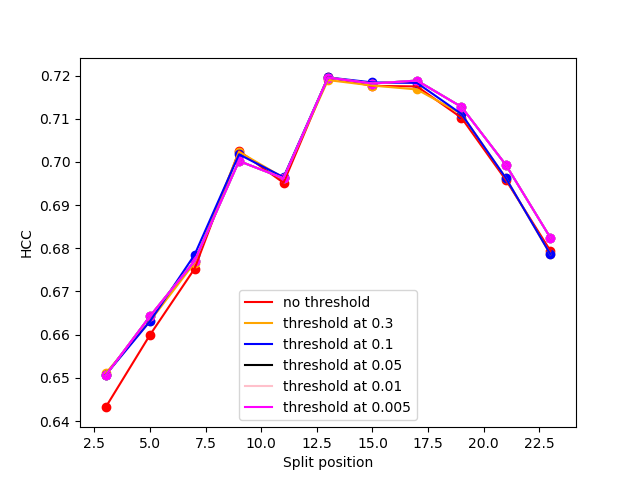 0.72
0.71
0.70
0.69
0.68
0.67
0.66
0.65
0.64
HCC
no threshold
threshold at 0.3
threshold at 0.1
threshold at 0.05
threshold at 0.01
threshold at 0.005
2.5 5.0 7.5 10.0 12.5 15.0 17.5 20.0 22.5
Split position